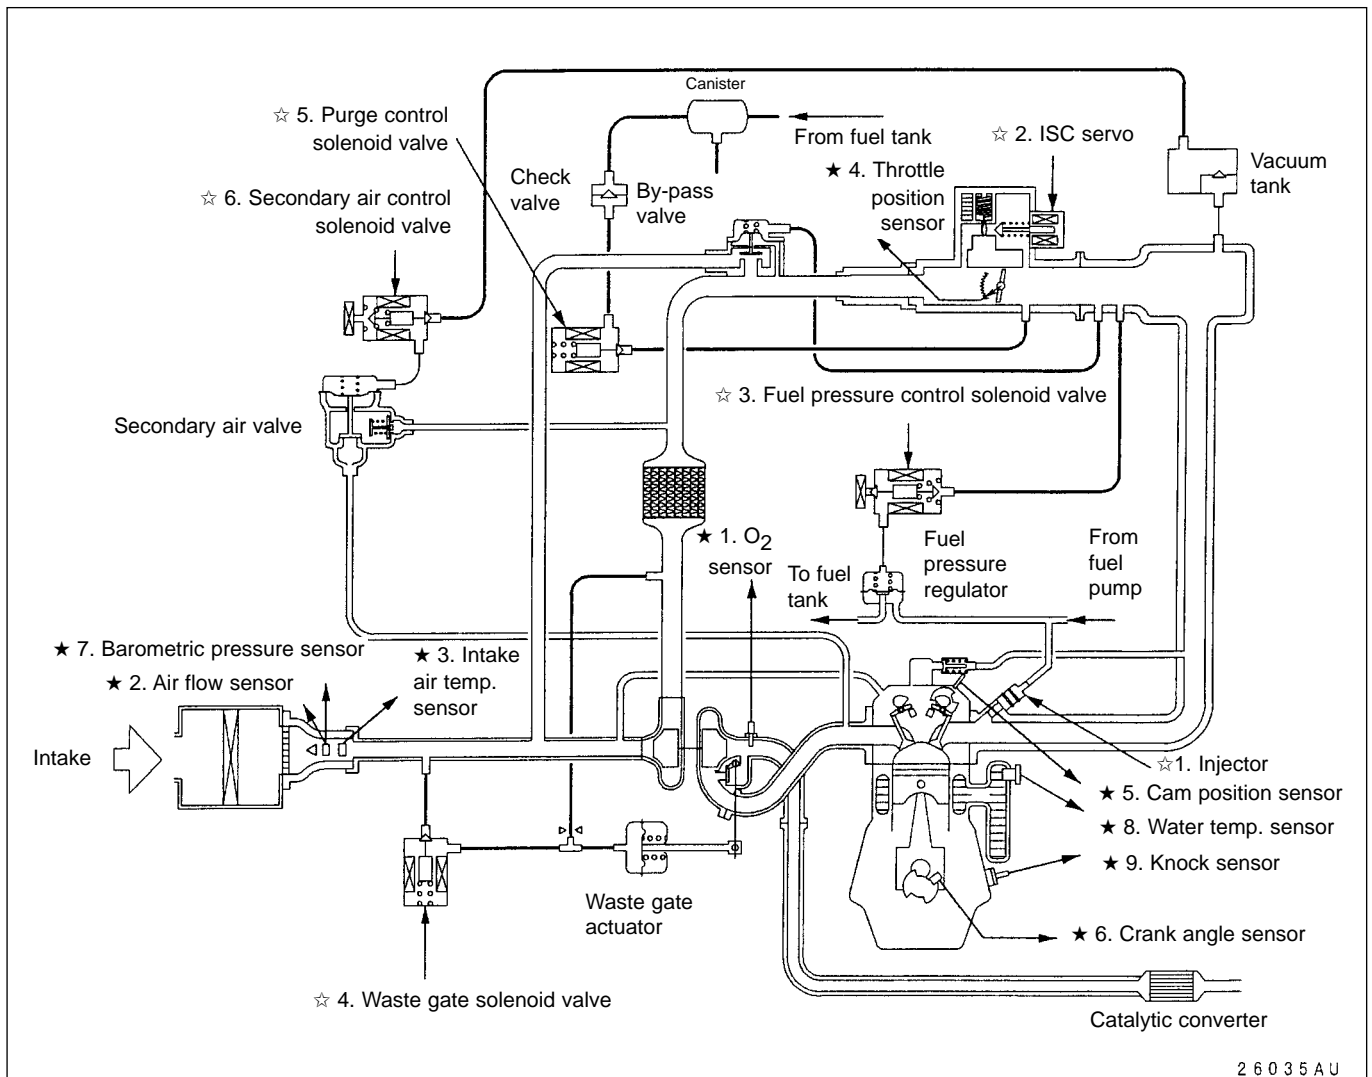 Canister
☆ 5. Purge control
solenoid valve
From fuel tank
☆ 2. ISC servo
★ 4. Throttle
position
sensor
Vacuum
tank
Check
valve
By-pass
valve
☆ 6. Secondary air control
solenoid valve
☆ 3. Fuel pressure control solenoid valve
Secondary air valve
★ 1. O2
sensor
Fuel
pressure
regulator
From
fuel
pump
To fuel
tank
★ 7. Barometric pressure sensor
★ 2. Air flow sensor
★ 3. Intake
air temp.
sensor
Intake
☆1. Injector
★ 5. Cam position sensor
★ 8. Water temp. sensor
★ 9. Knock sensor
Waste gate
actuator
★ 6. Crank angle sensor
☆ 4. Waste gate solenoid valve
Catalytic converter
26035AU